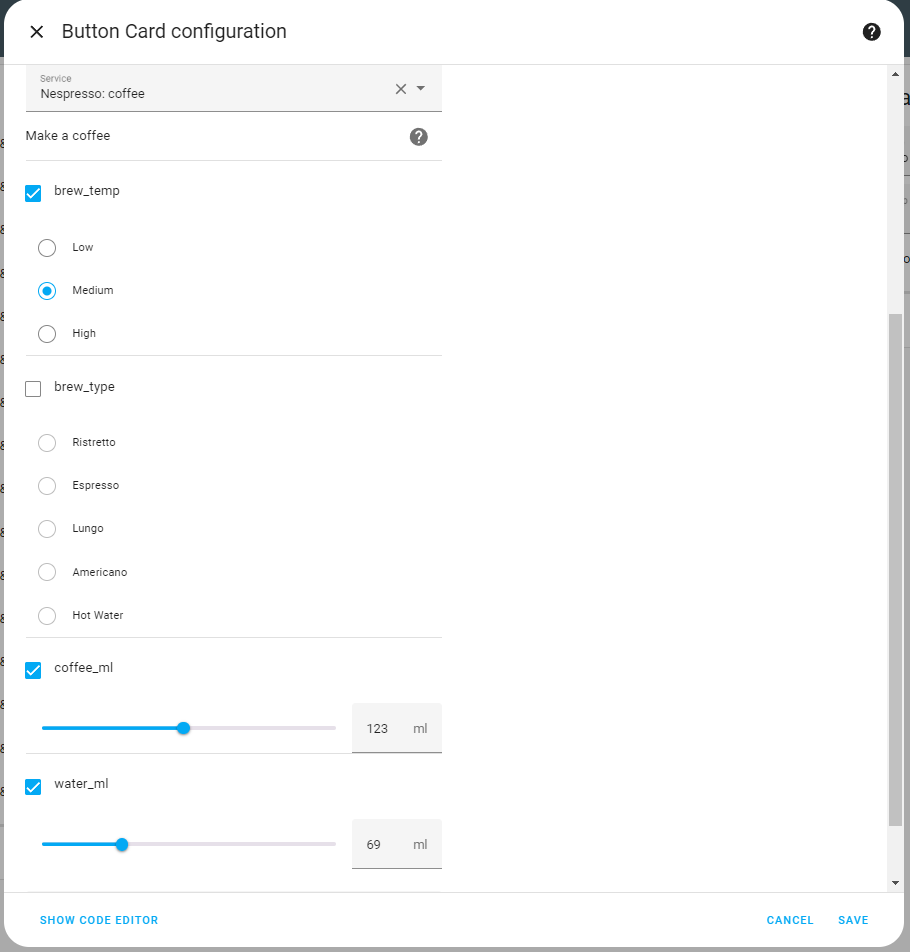 Button Card configuration
Service
Nespresso: coffee
Make a coffee
brew_temp
Low
Medium
High
brew_type
Ristretto
Espresso
Lungo
Americano
Hot Water
coffee_ml
123 ml
water_ml
69 ml
SHOW CODE EDITOR
CANCEL
SAVE